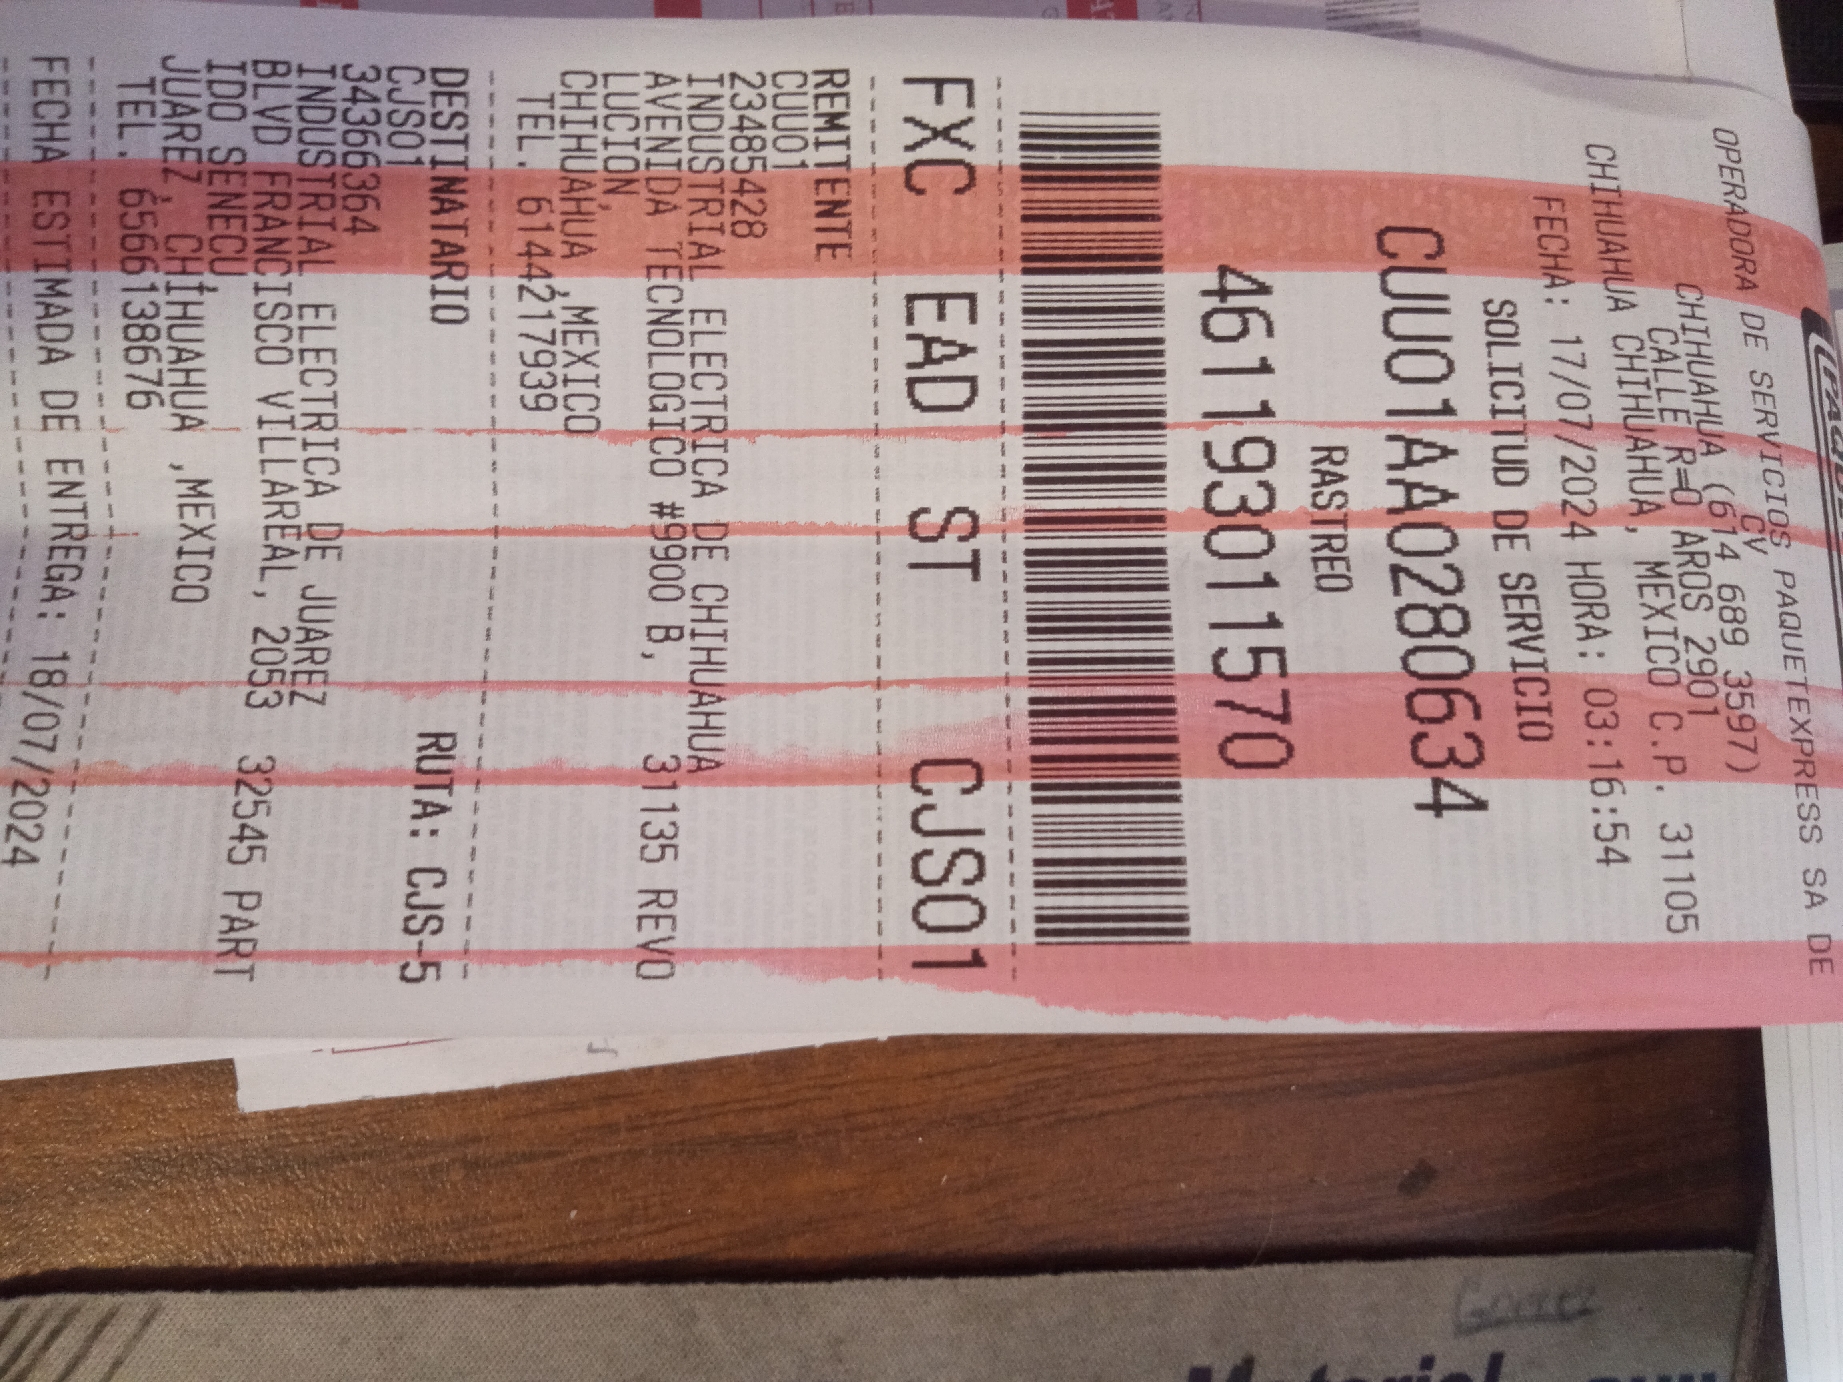 OPERADORA DE SERVICIOS PAQUETEXPRESS SA DE
CV
CHIHUAHUA (614 689 3597)
CALLE R=O AROS 2901
CHIHUAHUA CHIHUAHUA, MEXICO C.P. 31105
FECHA: 17/07/2024 HORA: 03:16:54
SOLICITUD DE SERVICIO
CUU01AA0280634
RASTREO
461193011570
FXC EAD ST CJS01
REMITENTE
CUU01
23485428
INDUSTRIAL ELECTRICA DE CHIHUAHUA
AVENIDA TECNOLOGICO #9900 B, 31135 REVO
LUCION,
CHIHUAHUA ,MEXICO
TEL. 6144217939
DESTINATARIO RUTA: CJS-5
CJS01
34366364
INDUSTRIAL ELECTRICA DE JUAREZ
BLVD FRANCISCO VILLAREAL, 2053 32545 PART
IDO SENECU,
JUAREZ, CHIHUAHUA ,MEXICO
TEL. 6566138676
FECHA ESTIMADA DE ENTREGA: 18/07/2024
Gomez